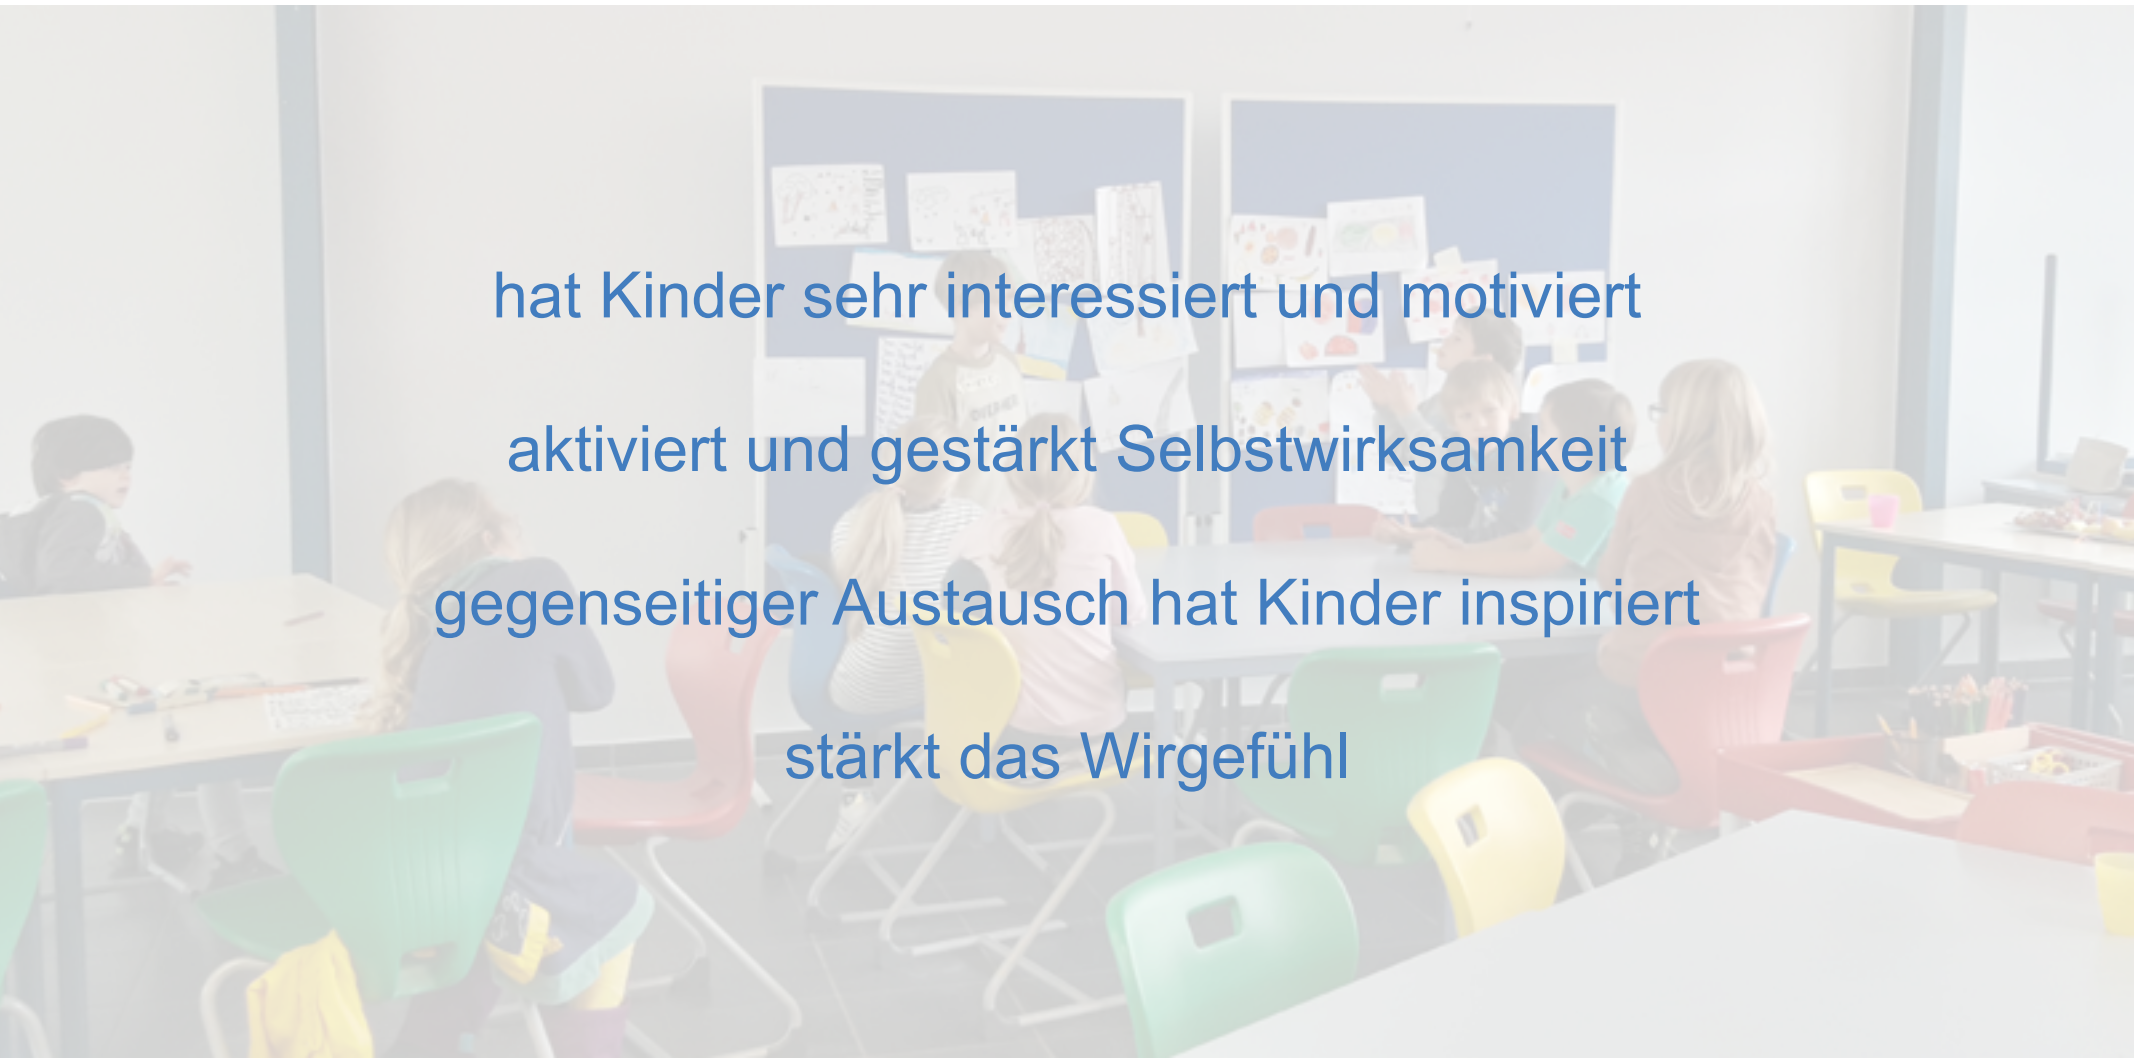 hat Kinder sehr interessiert und motiviert
aktiviert und gestärkt Selbstwirksamkeit
gegenseitiger Austausch hat Kinder inspiriert
stärkt das Wirgefühl